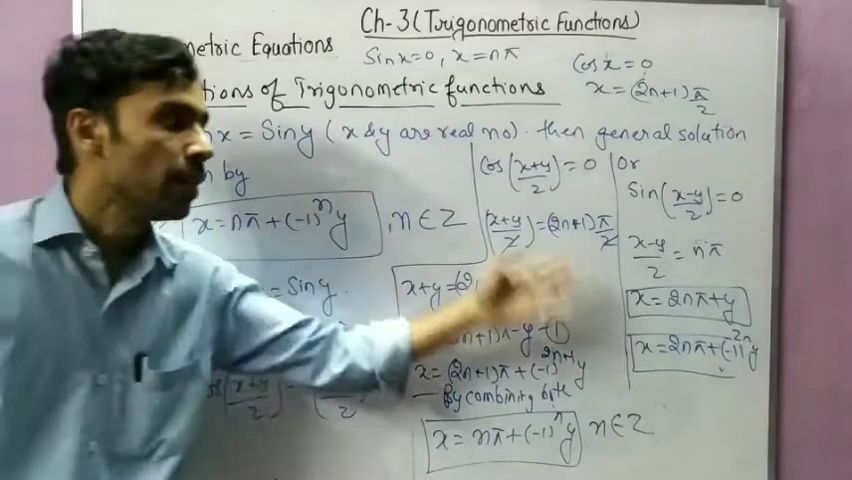 Ch-3 (Trigonometric Functions)
metric Equations
Sinx=0, x=nπ
Cos x = 0
x = (2n+1)π/2
tions of Trigonometric functions
x = Siny (x & y are real no). then general solution
by
x = nπ + (-1)^n y , n ∈ Z
= Siny
Cos((x+y)/2) = 0 | Or
((x+y)/2) = (2n+1)π/2
x+y = (2
n+1)π - y -①
x = (2n+1)π + (-1)^2n+1 y
— By combining both
x = nπ + (-1)^n y n ∈ Z
Sin((x-y)/2) = 0
(x-y)/2 = nπ
x = 2nπ + y
x = 2nπ + (-1)^2n y
os((x+y)/2)